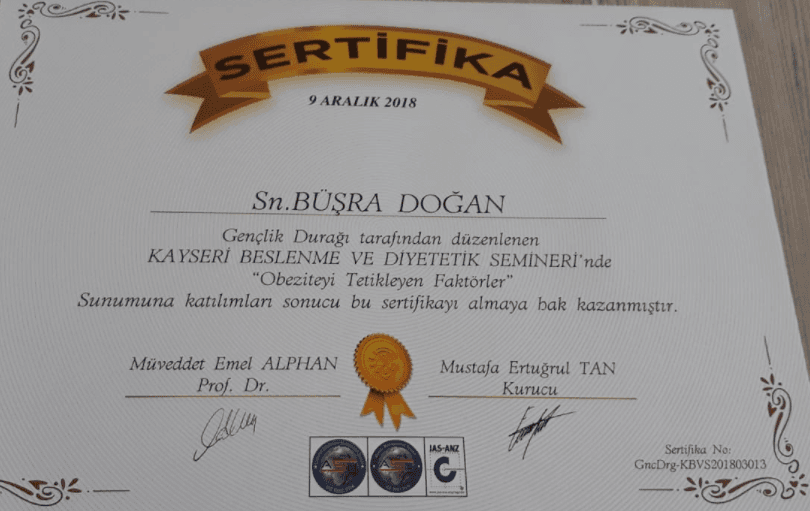 SERTİFİKA
9 ARALIK 2018
Sn.BÜŞRA DOĞAN
Gençlik Durağı tarafından düzenlenen
KAYSERİ BESLENME VE DİYETETİK SEMİNERİ'nde
“Obeziteyi Tetikleyen Faktörler”
Sunumuna katılımları sonucu bu sertifikayı almaya hak kazanmıştır.
Müveddet Emel ALPHAN
Prof. Dr.
Mustafa Ertuğrul TAN
Kurucu
JAS-ANZ
Sertifika No:
GncDrg-KBVS201803013